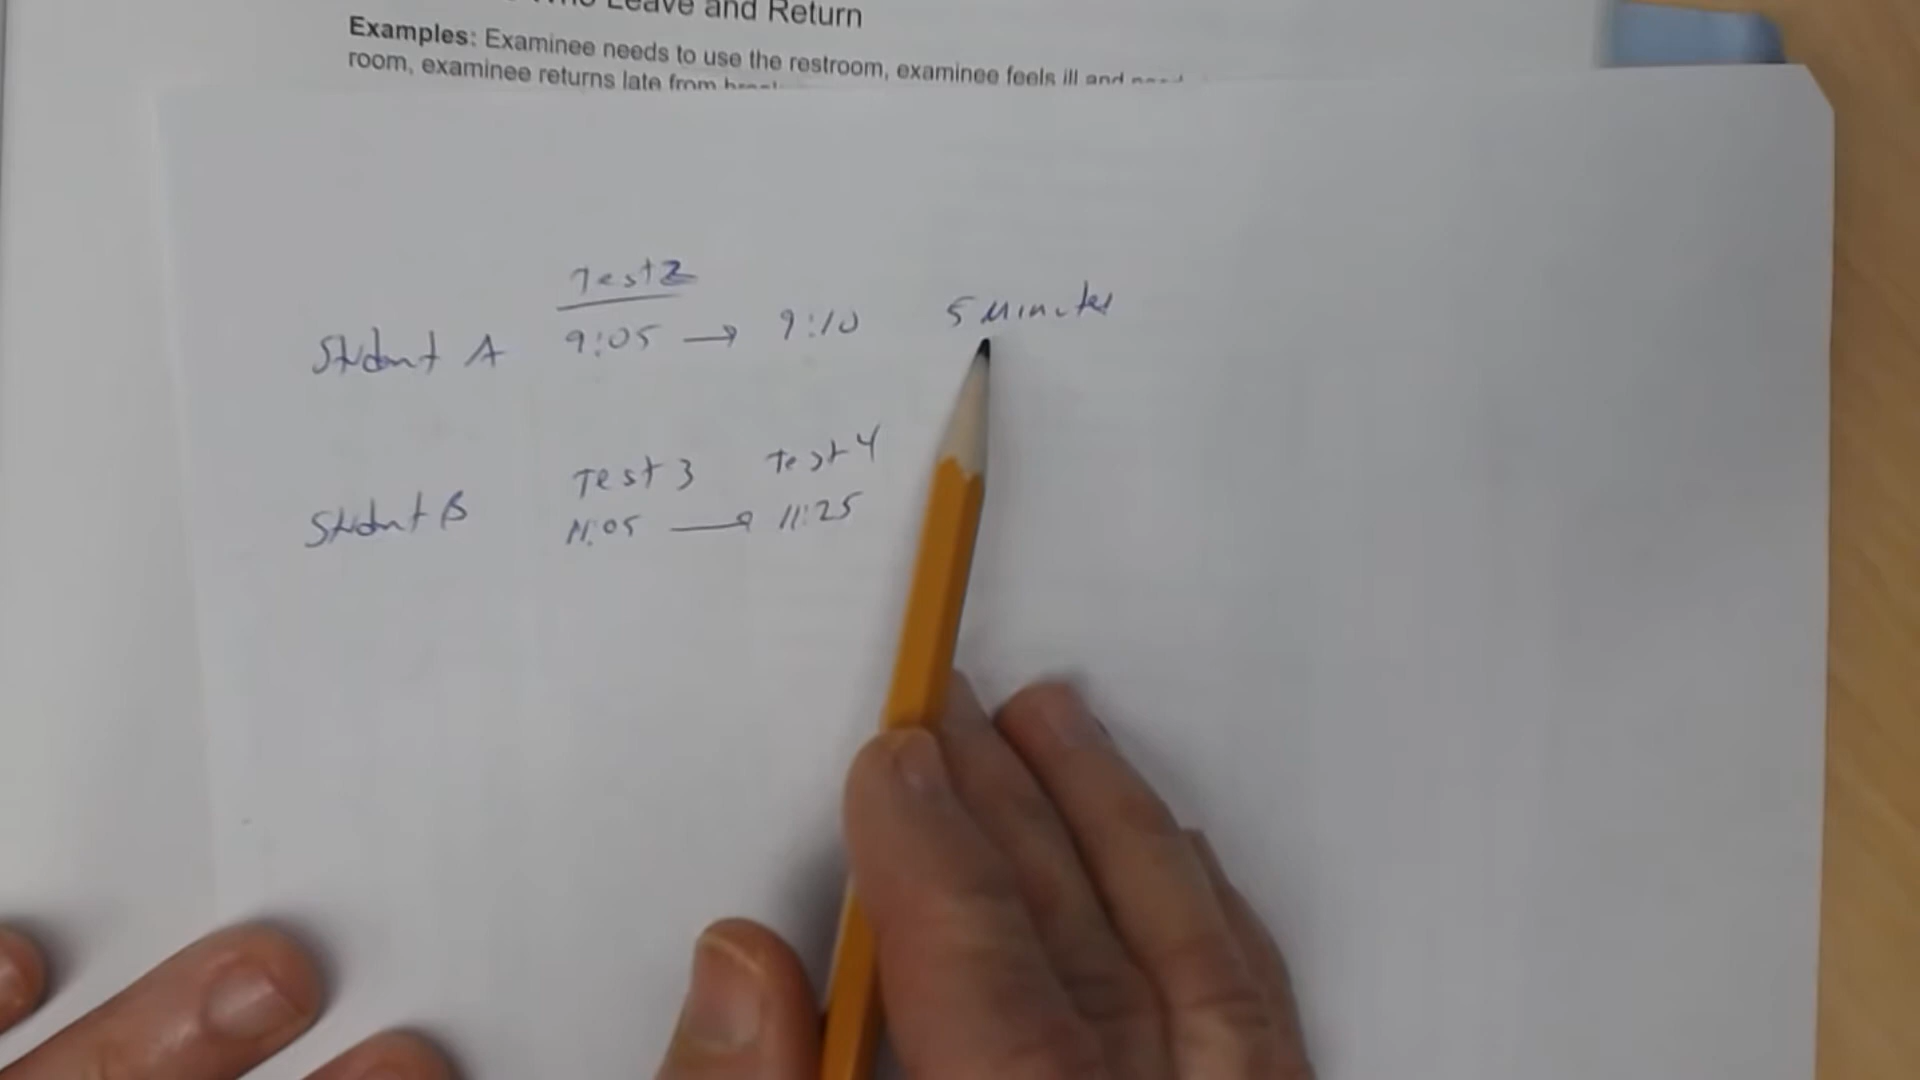 Leave and Return
Examples: Examinee needs to use the restroom, examinee feels ill and
room, examinee returns late from
Test 2
Student A 9:05 → 9:10 5 minutes
Test 3 Test 4
Student B 11:05 → 11:25